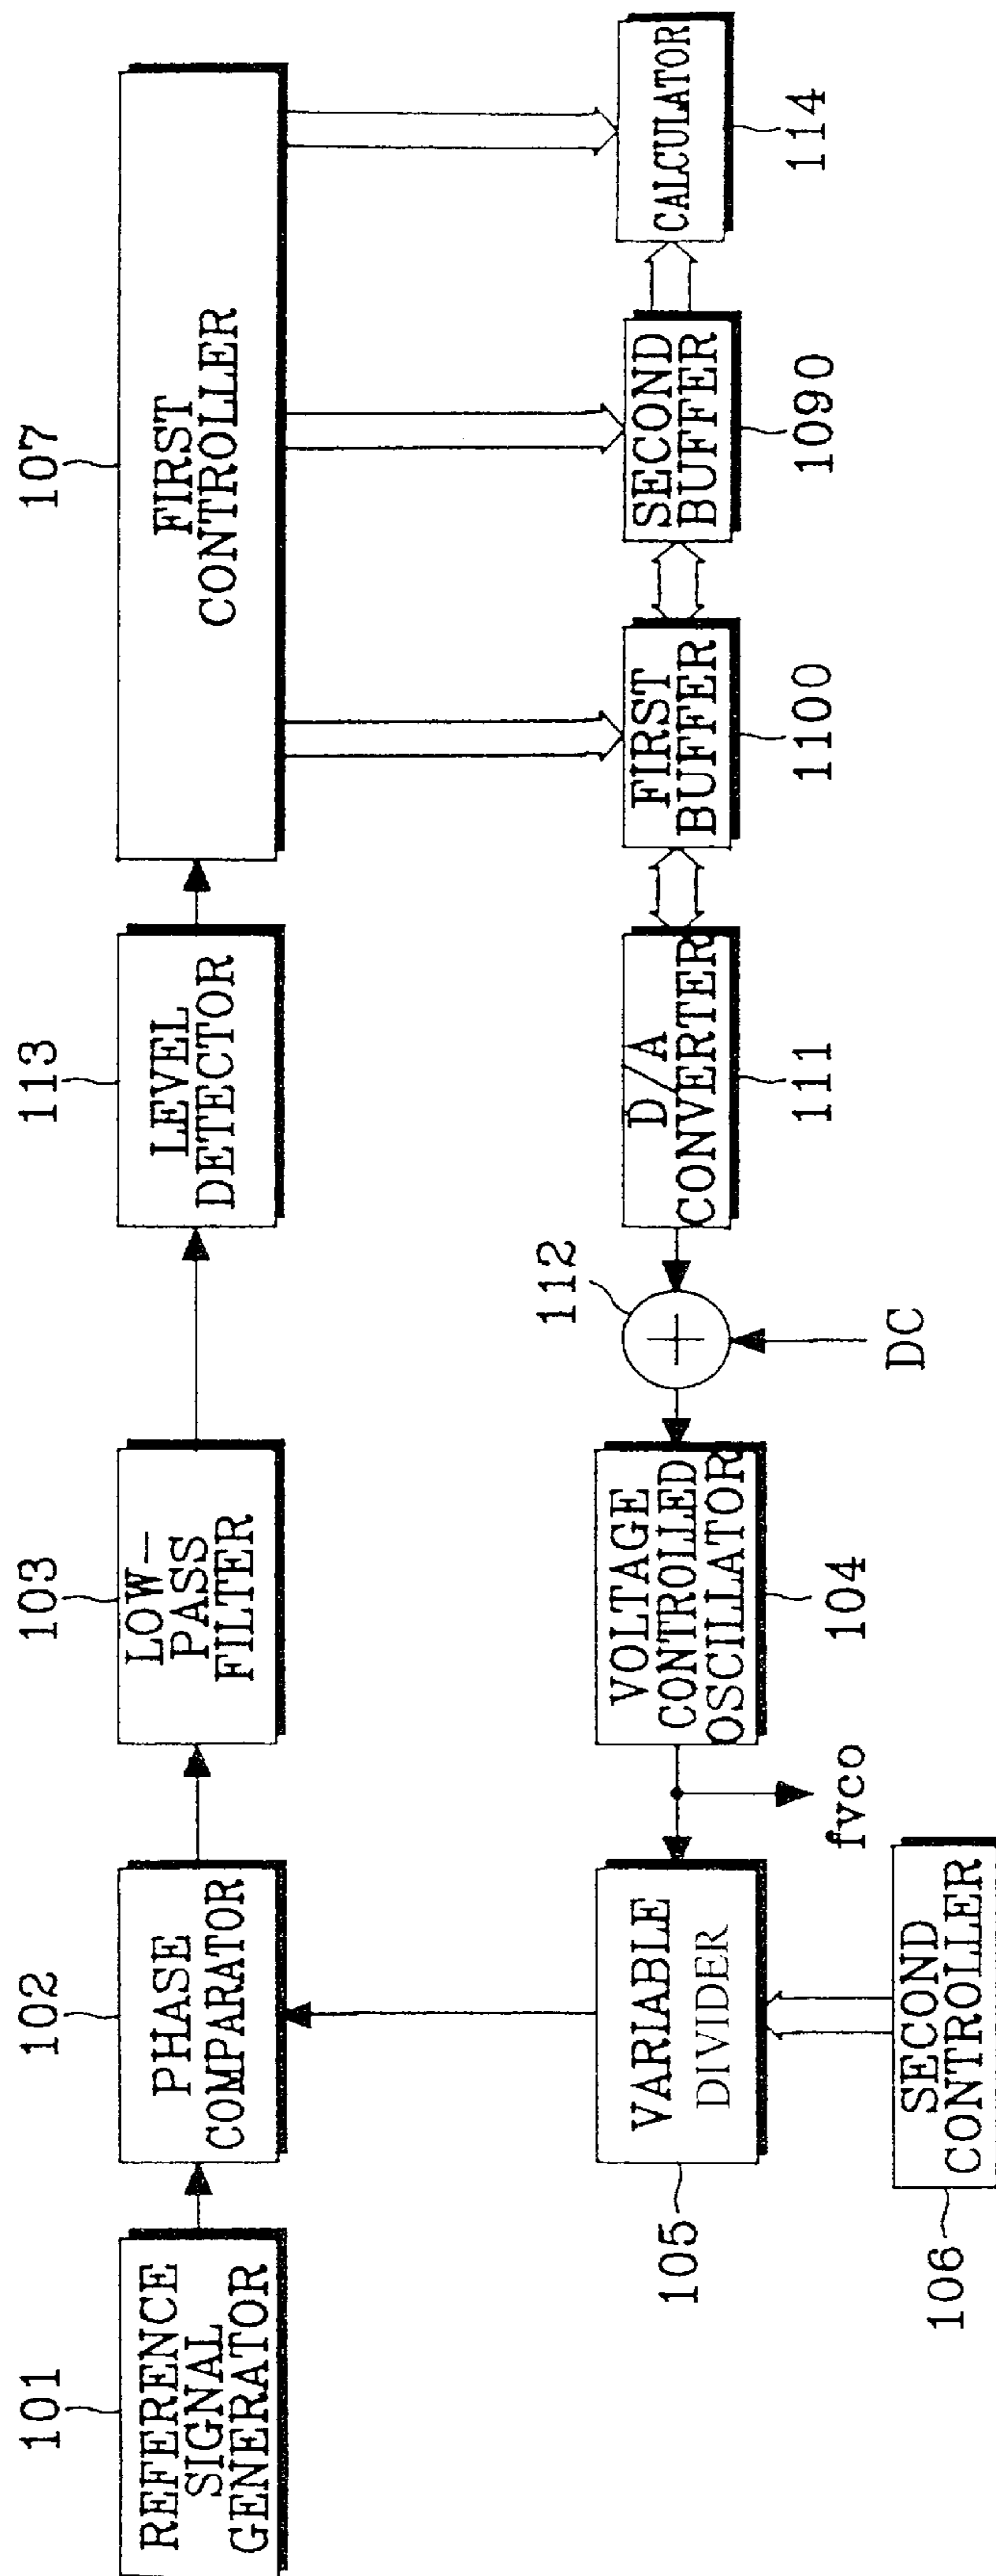 101
REFERENCE
SIGNAL
GENERATOR
102
PHASE
COMPARATOR
103
LOW-
PASS
FILTER
113
LEVEL
DETECTOR
107
FIRST
CONTROLLER
105
VARIABLE
DIVIDER
fvco
VOLTAGE
CONTROLLED
OSCILLATOR
104
112
DC
D/A
CONVERTER
111
FIRST
BUFFER
1100
SECOND
BUFFER
1090
CALCULATOR
114
SECOND
CONTROLLER
106